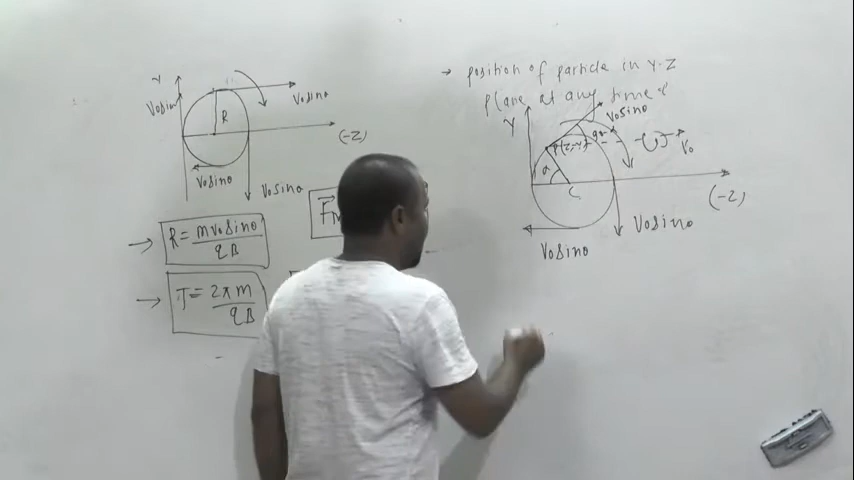 Y
V0sinθ
R
V0sinθ
(-Z)
V0sinθ
V0sinθ
→ R = mv0sinθ / qB
→ T = 2πm / qB
→ position of particle in Y-Z
plane at any time t
Y
V0sinθ
α
C
V0
(-Z)
V0sinθ
V0sinθ